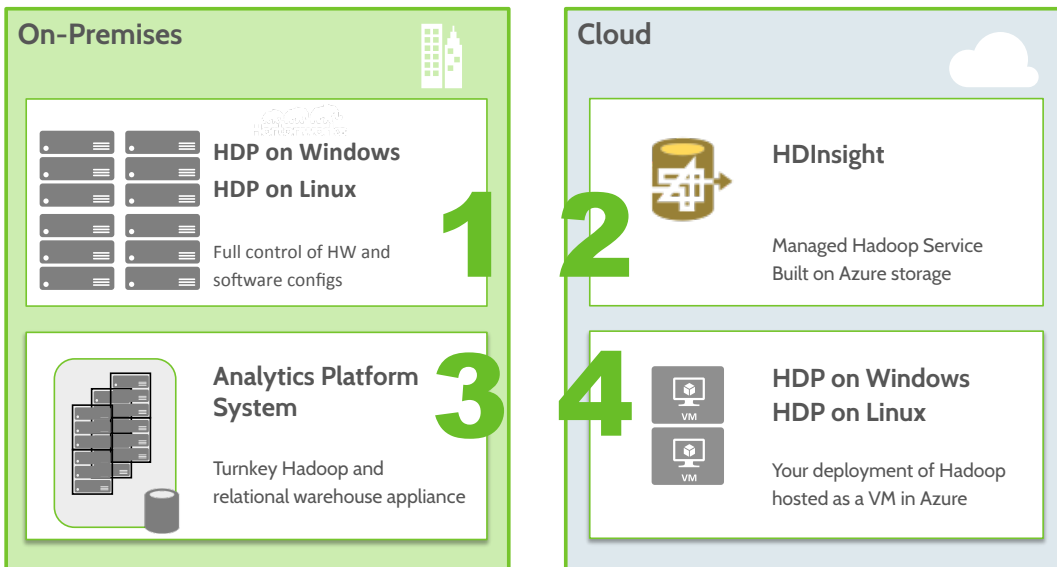 On-Premises
HDP on Windows
HDP on Linux
Full control of HW and
software configs
1
Analytics Platform
System
Turnkey Hadoop and
relational warehouse appliance
3
Cloud
HDInsight
Managed Hadoop Service
Built on Azure storage
2
HDP on Windows
HDP on Linux
Your deployment of Hadoop
hosted as a VM in Azure
VM
VM
4